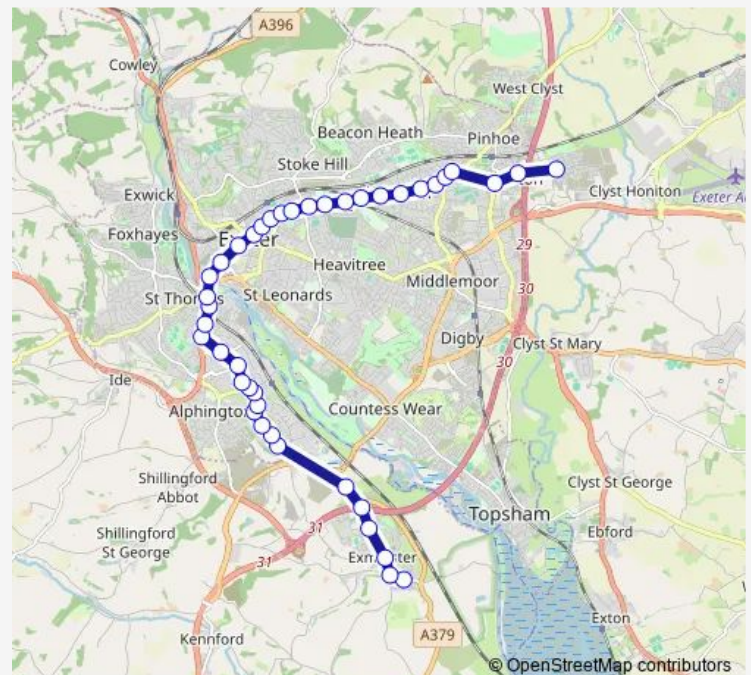 A396
Cowley
West Clyst
Beacon Heath
Pinhoe
Stoke Hill
Exwick
Clyst Honiton
Exeter A
Foxhayes
29
Heavitree
Middlemoor
30
St Leonards
Digby
Clyst St Mary
30
Ide
Alphington
Countess Wear
Shillingford
Abbot
Clyst St George
Topsham
Shillingford
St George
31
Ebford
31
Exton
A379
Kennford
© OpenStreetMap contributors